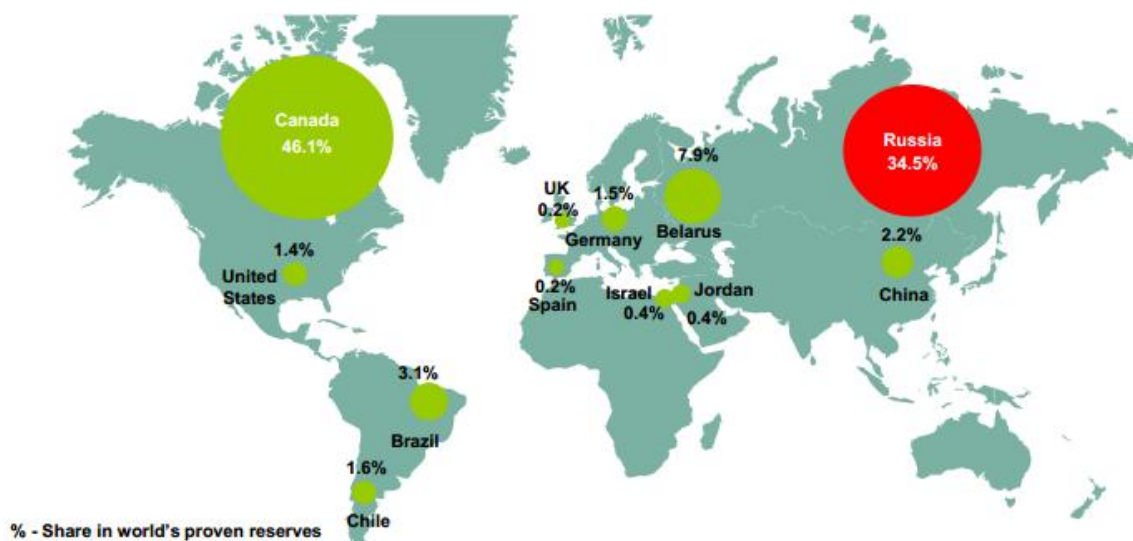 Canada
46.1%
Russia
34.5%
7.9%
Belarus
UK
0.2%
1.5%
Germany
2.2%
China
1.4%
United
States
0.2%
Spain
Israel
0.4%
Jordan
0.4%
3.1%
Brazil
1.6%
Chile
% - Share in world's proven reserves